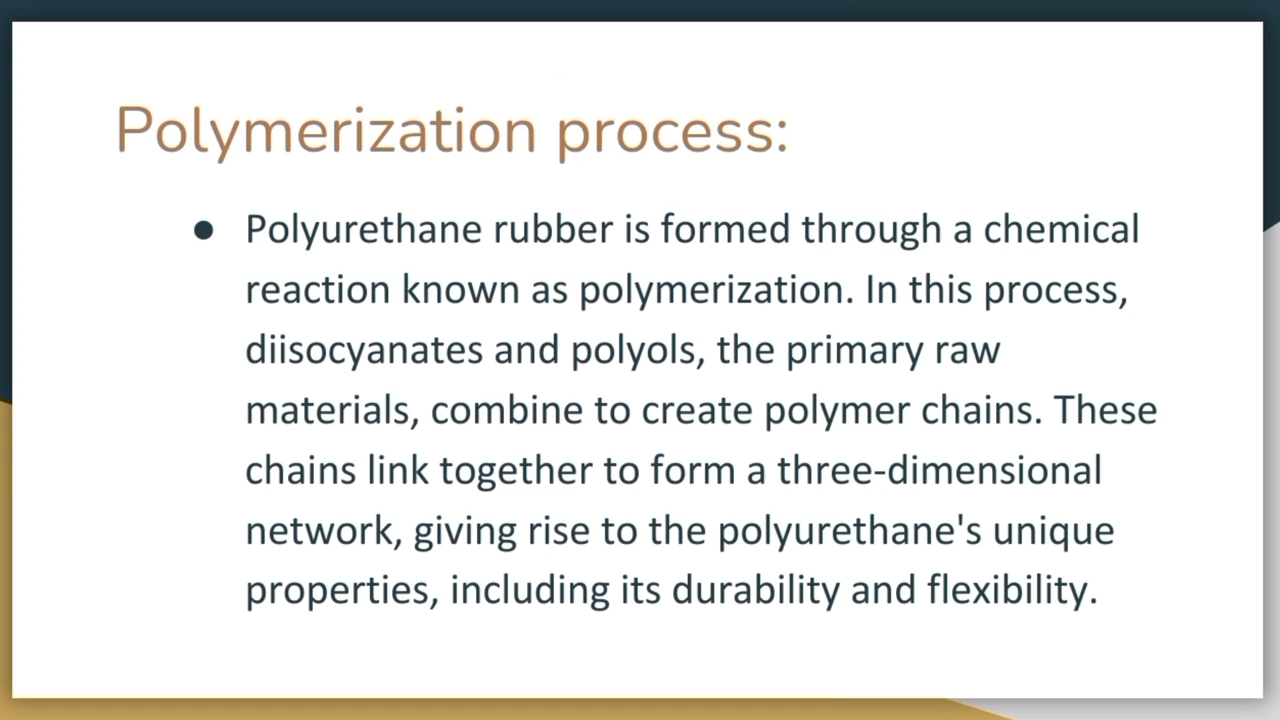 Polymerization process:
● Polyurethane rubber is formed through a chemical
reaction known as polymerization. In this process,
diisocyanates and polyols, the primary raw
materials, combine to create polymer chains. These
chains link together to form a three-dimensional
network, giving rise to the polyurethane's unique
properties, including its durability and flexibility.